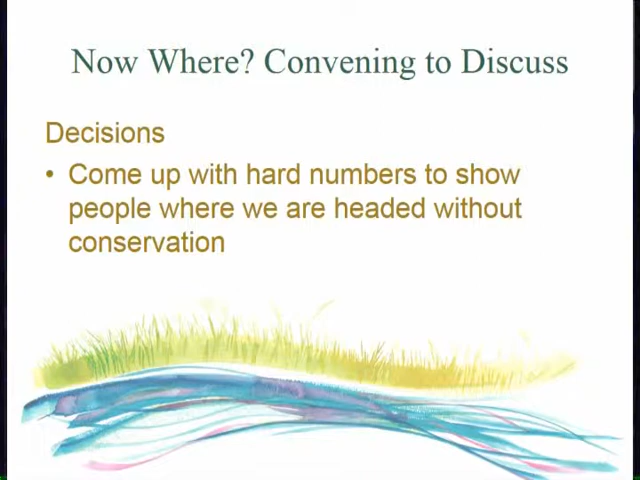 Now Where? Convening to Discuss
Decisions
• Come up with hard numbers to show
people where we are headed without
conservation